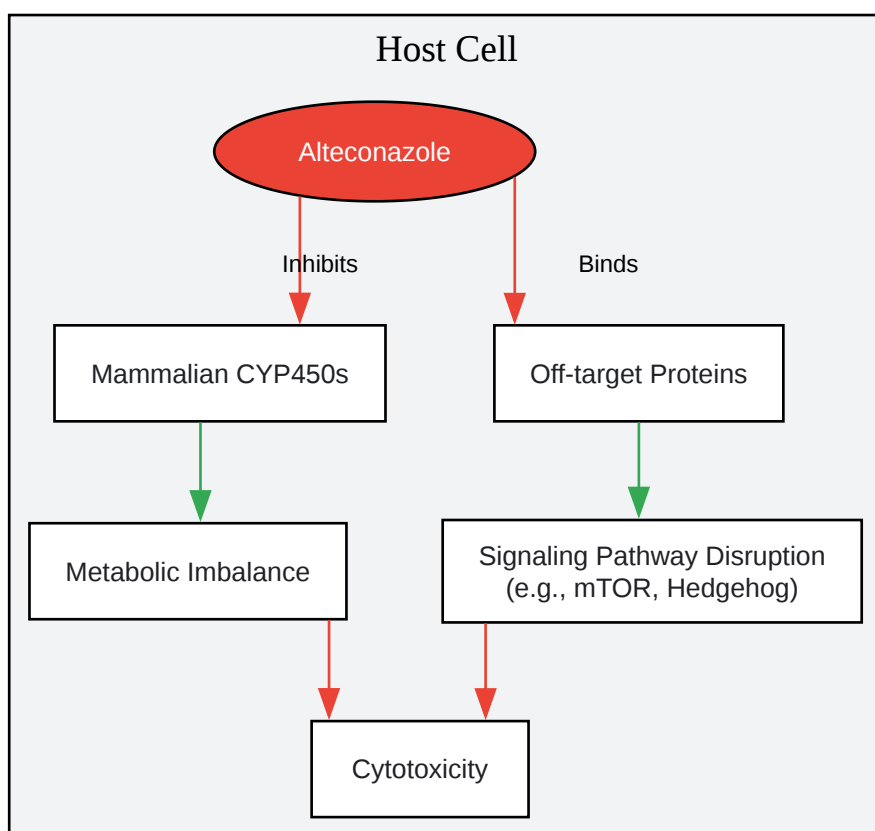 Host Cell
Alteconazole
Inhibits
Binds
Mammalian CYP450s
Off-target Proteins
Metabolic Imbalance
Signaling Pathway Disruption
(e.g., mTOR, Hedgehog)
Cytotoxicity